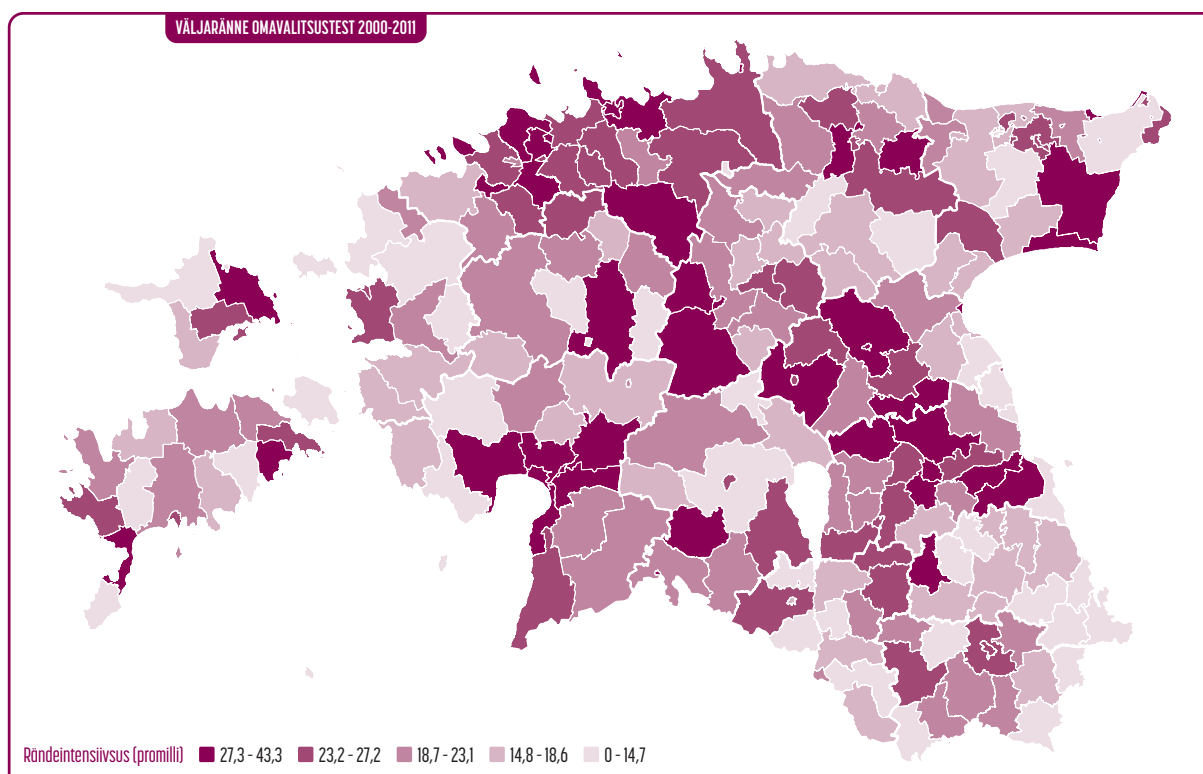 VÄLJARÄNNE OMAVALITSUSTEST 2000-2011
Rändeintensiivsus (promilli) 27,3 - 43,3 23,2 - 27,2 18,7 - 23,1 14,8 - 18,6 0 - 14,7